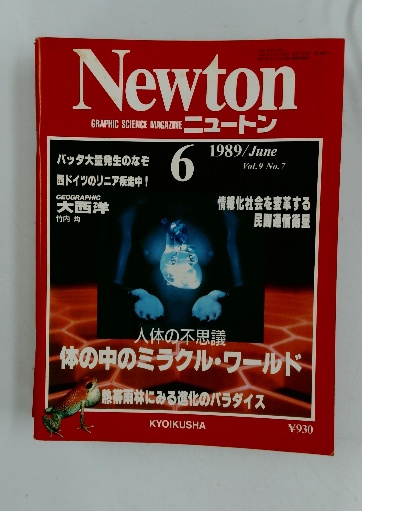 Newton
GRAPHIC SCIENCE MAGAZINE ニュートン
バッタ大量発生のなぞ
西ドイツのリニア疾走中！
GEOGRAPHIC
大西洋
竹内 均
6
1989/June
Vol.9 No.7
情報化社会を変革する
民間通信衛星
人体の不思議
体の中のミラクル・ワールド
熱帯雨林にみる進化のパラダイス
KYOIKUSHA
¥930